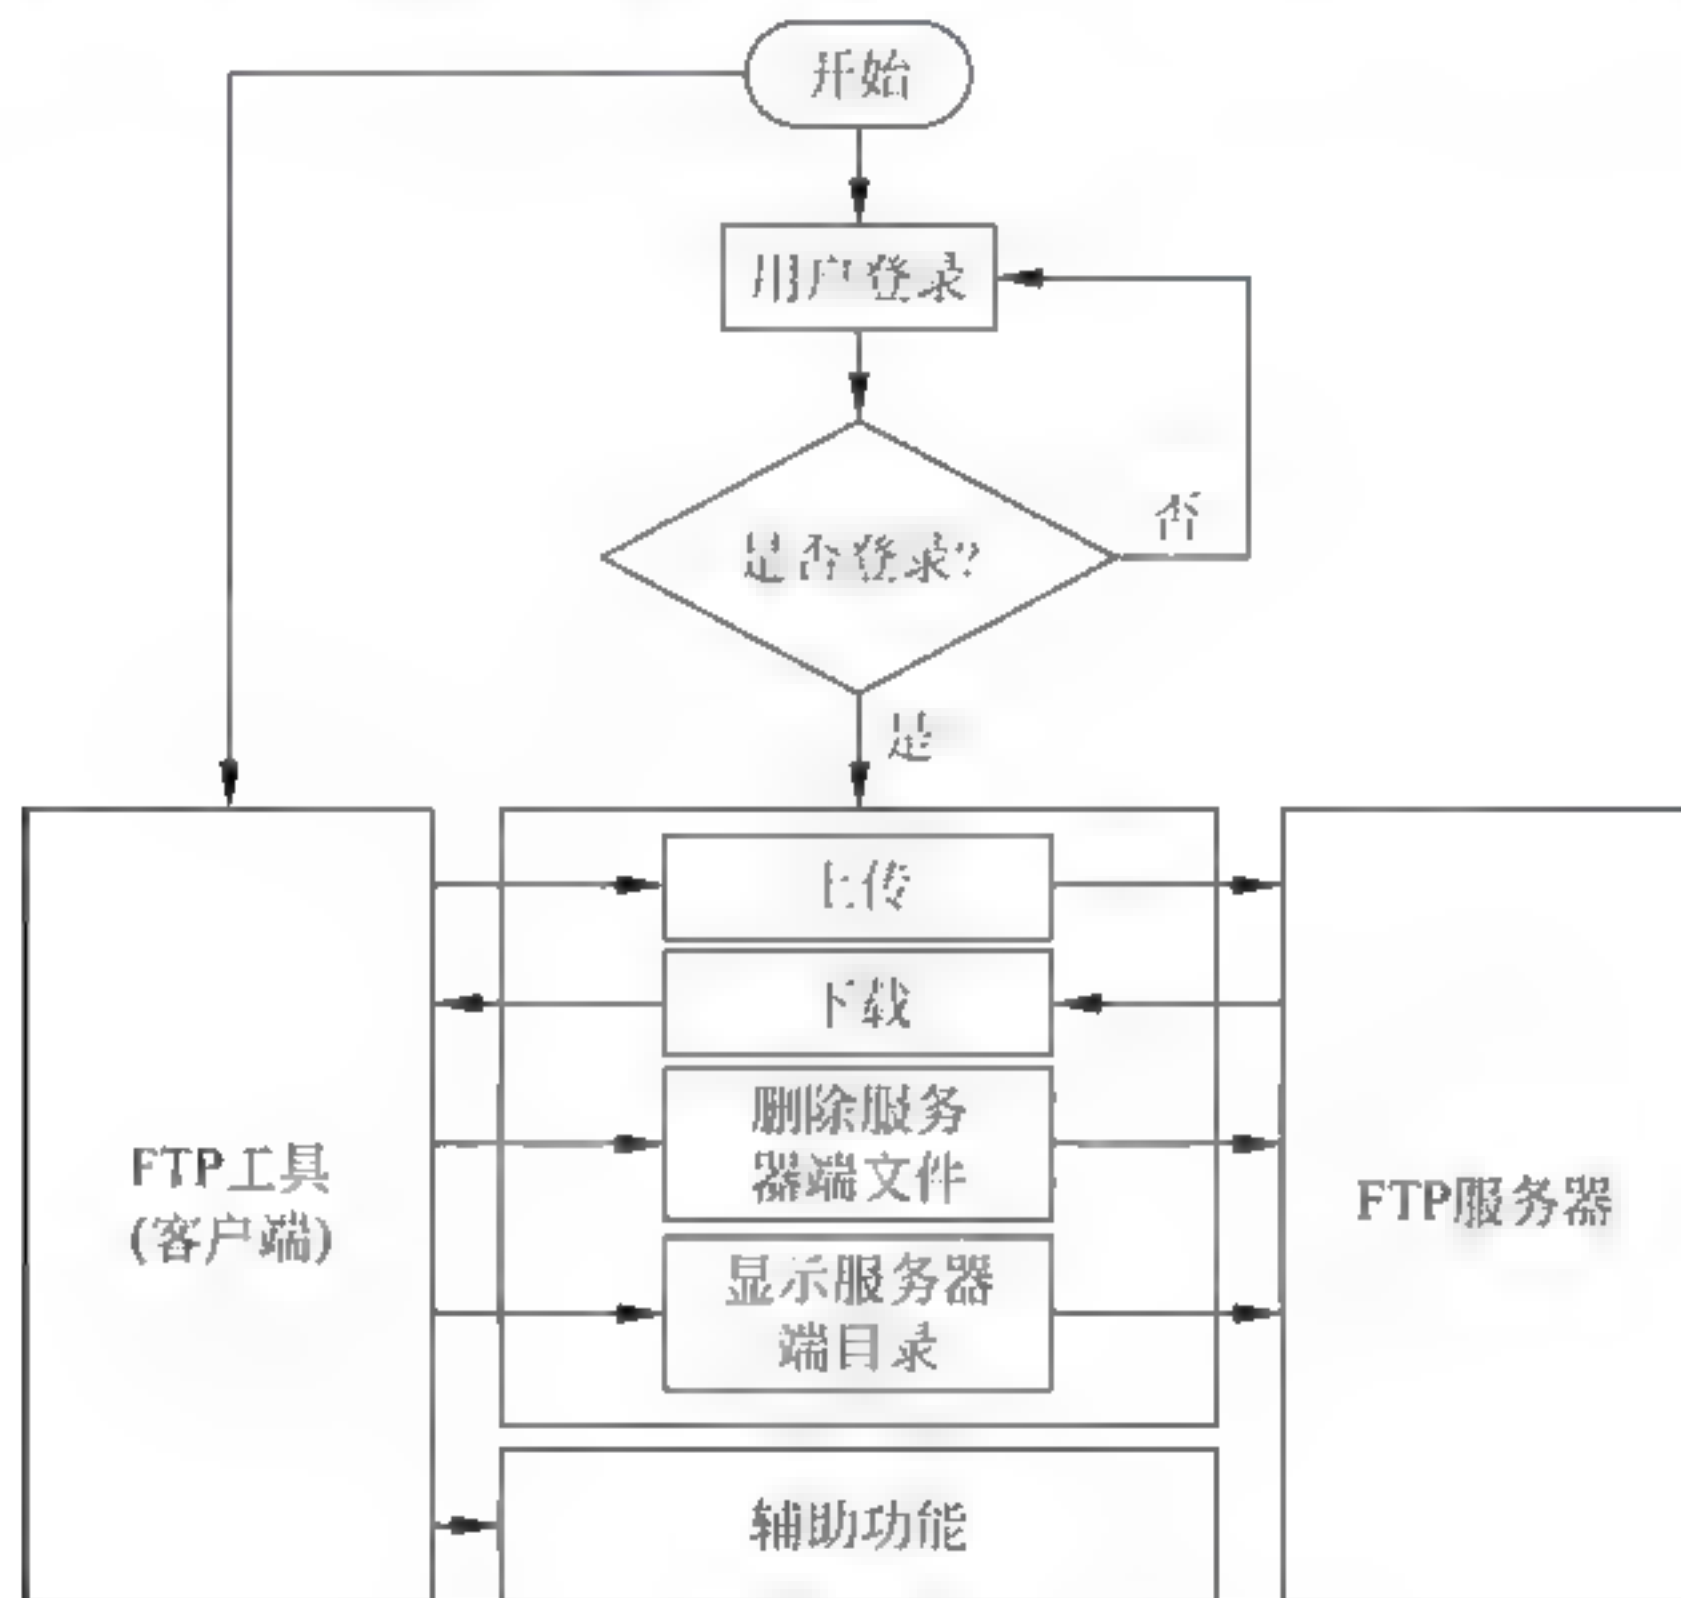 开始
用户登录
是否登录?
否
是
上传
下载
删除服务
器端文件
显示服务器
端目录
FTP工具
(客户端)
FTP服务器
辅助功能